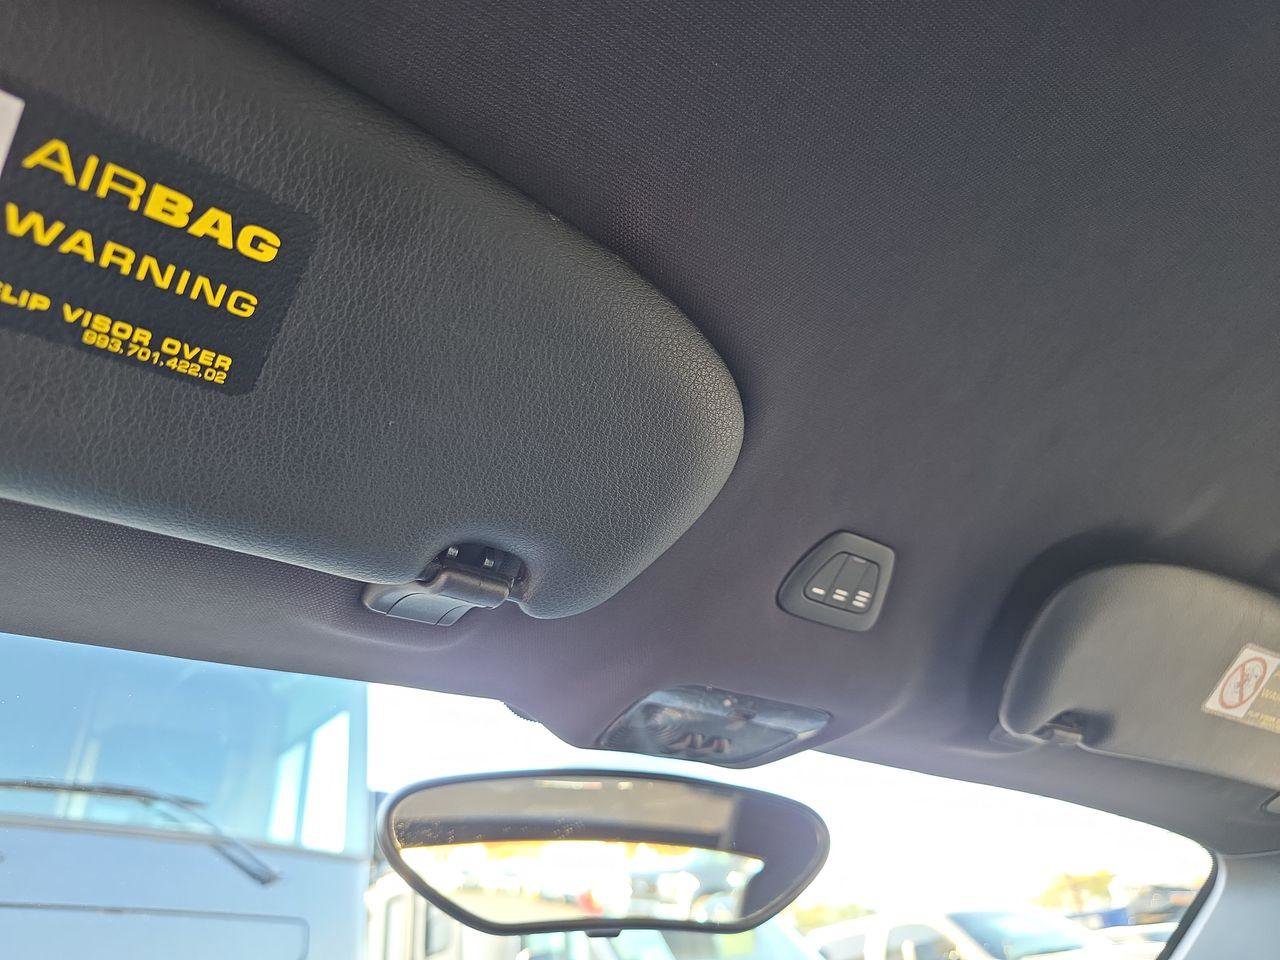 AIRBAG
WARNING
FLIP VISOR OVER
993.701.422.02